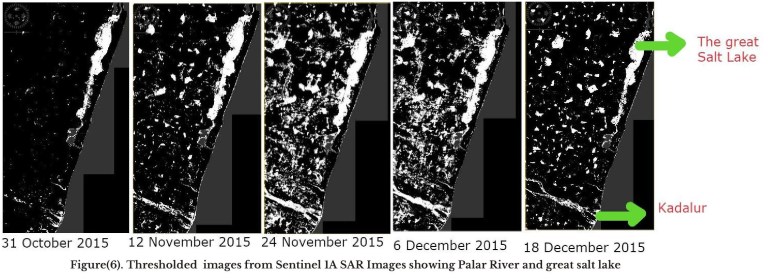 The great
Salt Lake
Kadalur
31 October 2015
12 November 2015
24 November 2015
6 December 2015
18 December 2015
Figure(6). Thresholded images from Sentinel 1A SAR Images showing Palar River and great salt lake